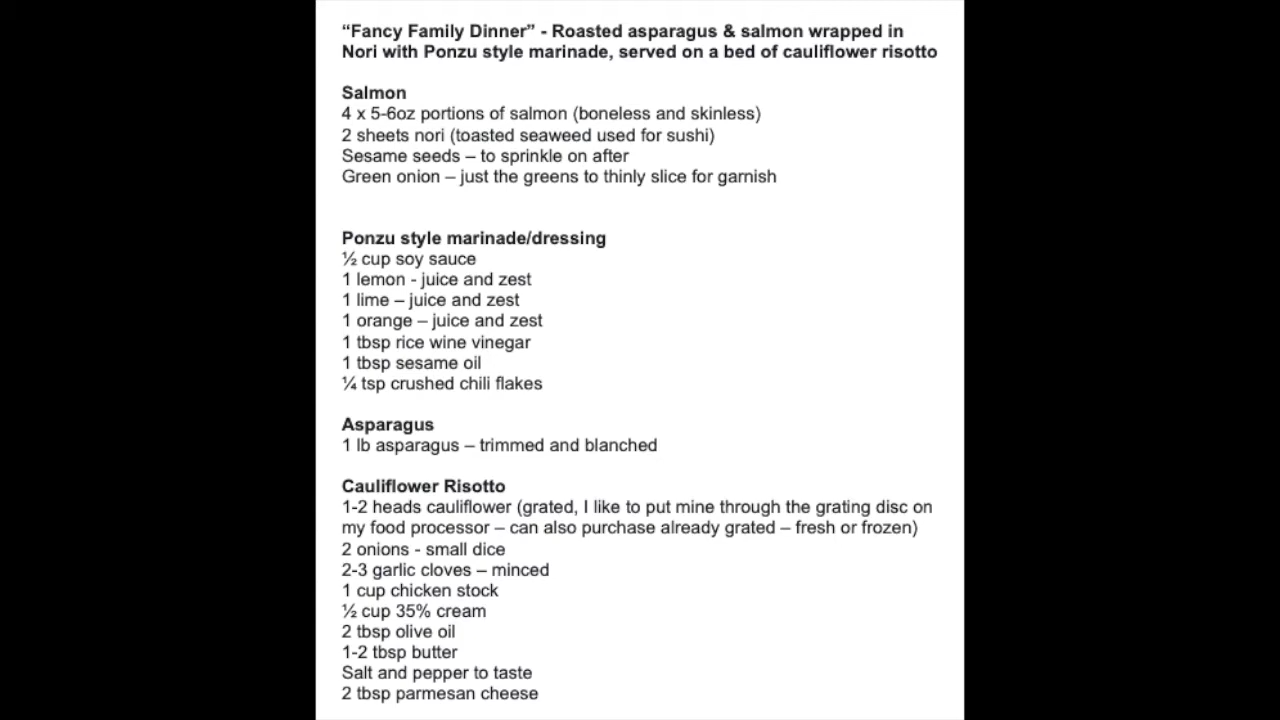 “Fancy Family Dinner” - Roasted asparagus & salmon wrapped in
Nori with Ponzu style marinade, served on a bed of cauliflower risotto
Salmon
4 x 5-6oz portions of salmon (boneless and skinless)
2 sheets nori (toasted seaweed used for sushi)
Sesame seeds – to sprinkle on after
Green onion – just the greens to thinly slice for garnish
Ponzu style marinade/dressing
½ cup soy sauce
1 lemon - juice and zest
1 lime – juice and zest
1 orange – juice and zest
1 tbsp rice wine vinegar
1 tbsp sesame oil
¼ tsp crushed chili flakes
Asparagus
1 lb asparagus – trimmed and blanched
Cauliflower Risotto
1-2 heads cauliflower (grated, I like to put mine through the grating disc on
my food processor – can also purchase already grated – fresh or frozen)
2 onions - small dice
2-3 garlic cloves – minced
1 cup chicken stock
½ cup 35% cream
2 tbsp olive oil
1-2 tbsp butter
Salt and pepper to taste
2 tbsp parmesan cheese